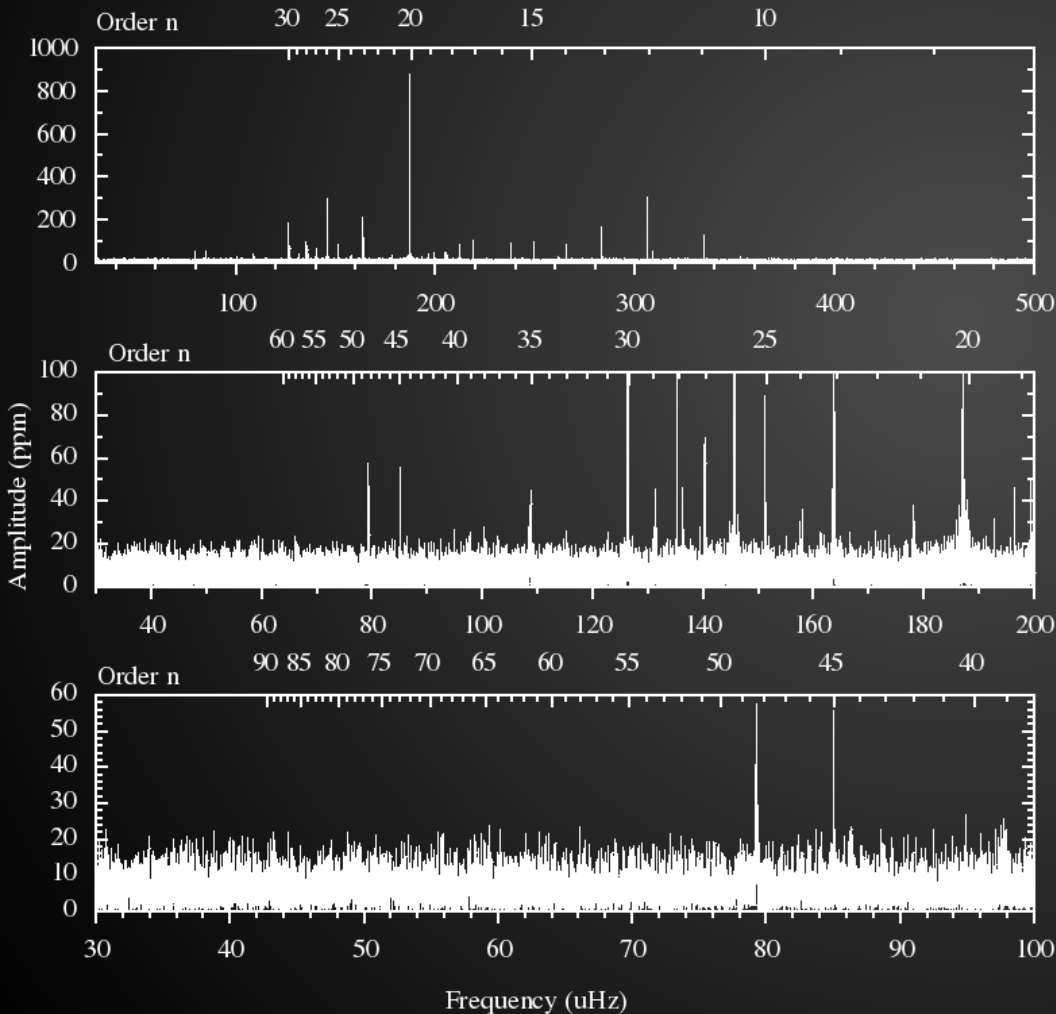 Order n 30 25 20 15 10
1000
800
600
400
200
0
100 200 300 400 500
Order n 60 55 50 45 40 35 30 25 20
100
80
60
40
20
0
40 60 80 100 120 140 160 180 200
Amplitude (ppm)
Order n 90 85 80 75 70 65 60 55 50 45 40
60
50
40
30
20
10
0
30 40 50 60 70 80 90 100
Frequency (uHz)